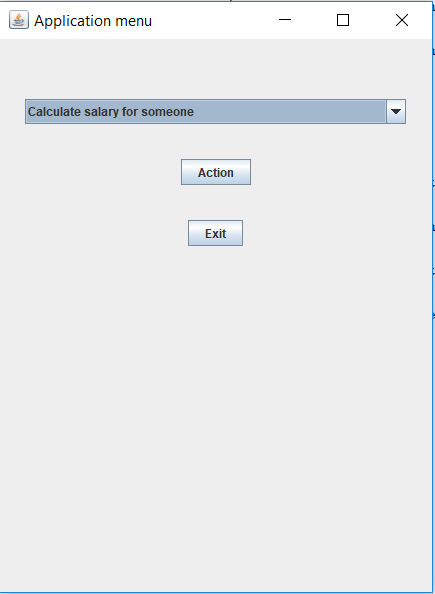 Application menu
Calculate salary for someone
Action
Exit